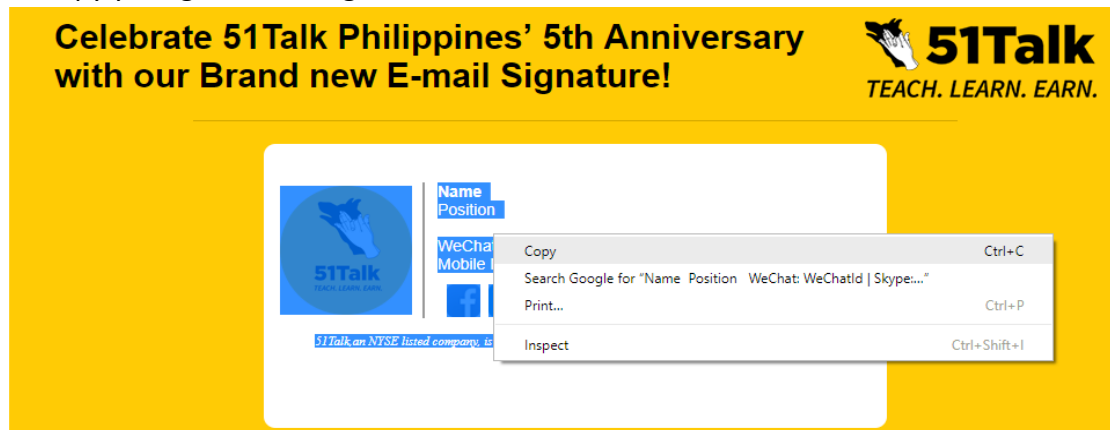 Celebrate 51Talk Philippines' 5th Anniversary
with our Brand new E-mail Signature!
51Talk
TEACH. LEARN. EARN.
Name
Position
WeChat
Mobile
51Talk
TEACH. LEARN. EARN.
51Talk,an NYSE listed company, is
Copy Ctrl+C
Search Google for “Name Position WeChat: WeChatId | Skype:...”
Print... Ctrl+P
Inspect Ctrl+Shift+I